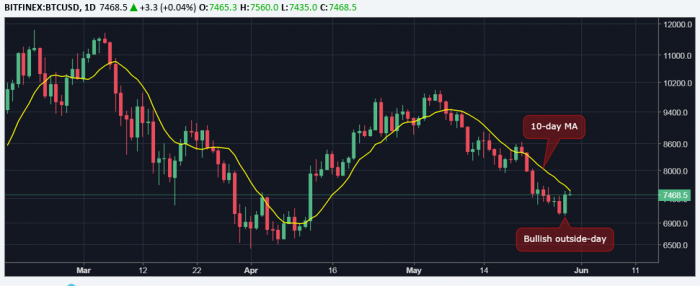 BITFINEX:BTCUSD, 1D 7468.5 ▲ +3.3 (+0.04%) O:7465.3 H:7560.0 L:7435.0 C:7468.5
12000.0
11000.0
10200.0
9400.0
8600.0
8000.0
7468.5
6900.0
6500.0
10-day MA
Bullish outside-day
Mar 12 22 Apr 16 May 14 Jun 11